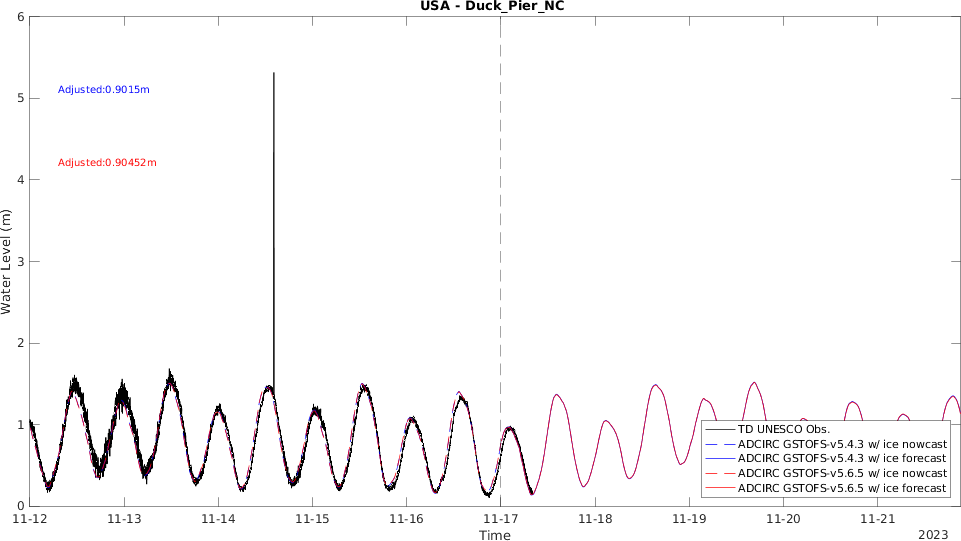 USA - Duck_Pier_NC
6
5
4
3
2
1
0
Water Level (m)
Adjusted:0.9015m
Adjusted:0.90452m
TD UNESCO Obs.
ADCIRC GSTOFS-v5.4.3 w/ ice nowcast
ADCIRC GSTOFS-v5.4.3 w/ ice forecast
ADCIRC GSTOFS-v5.6.5 w/ ice nowcast
ADCIRC GSTOFS-v5.6.5 w/ ice forecast
11-12 11-13 11-14 11-15 11-16 11-17 11-18 11-19 11-20 11-21
Time
2023